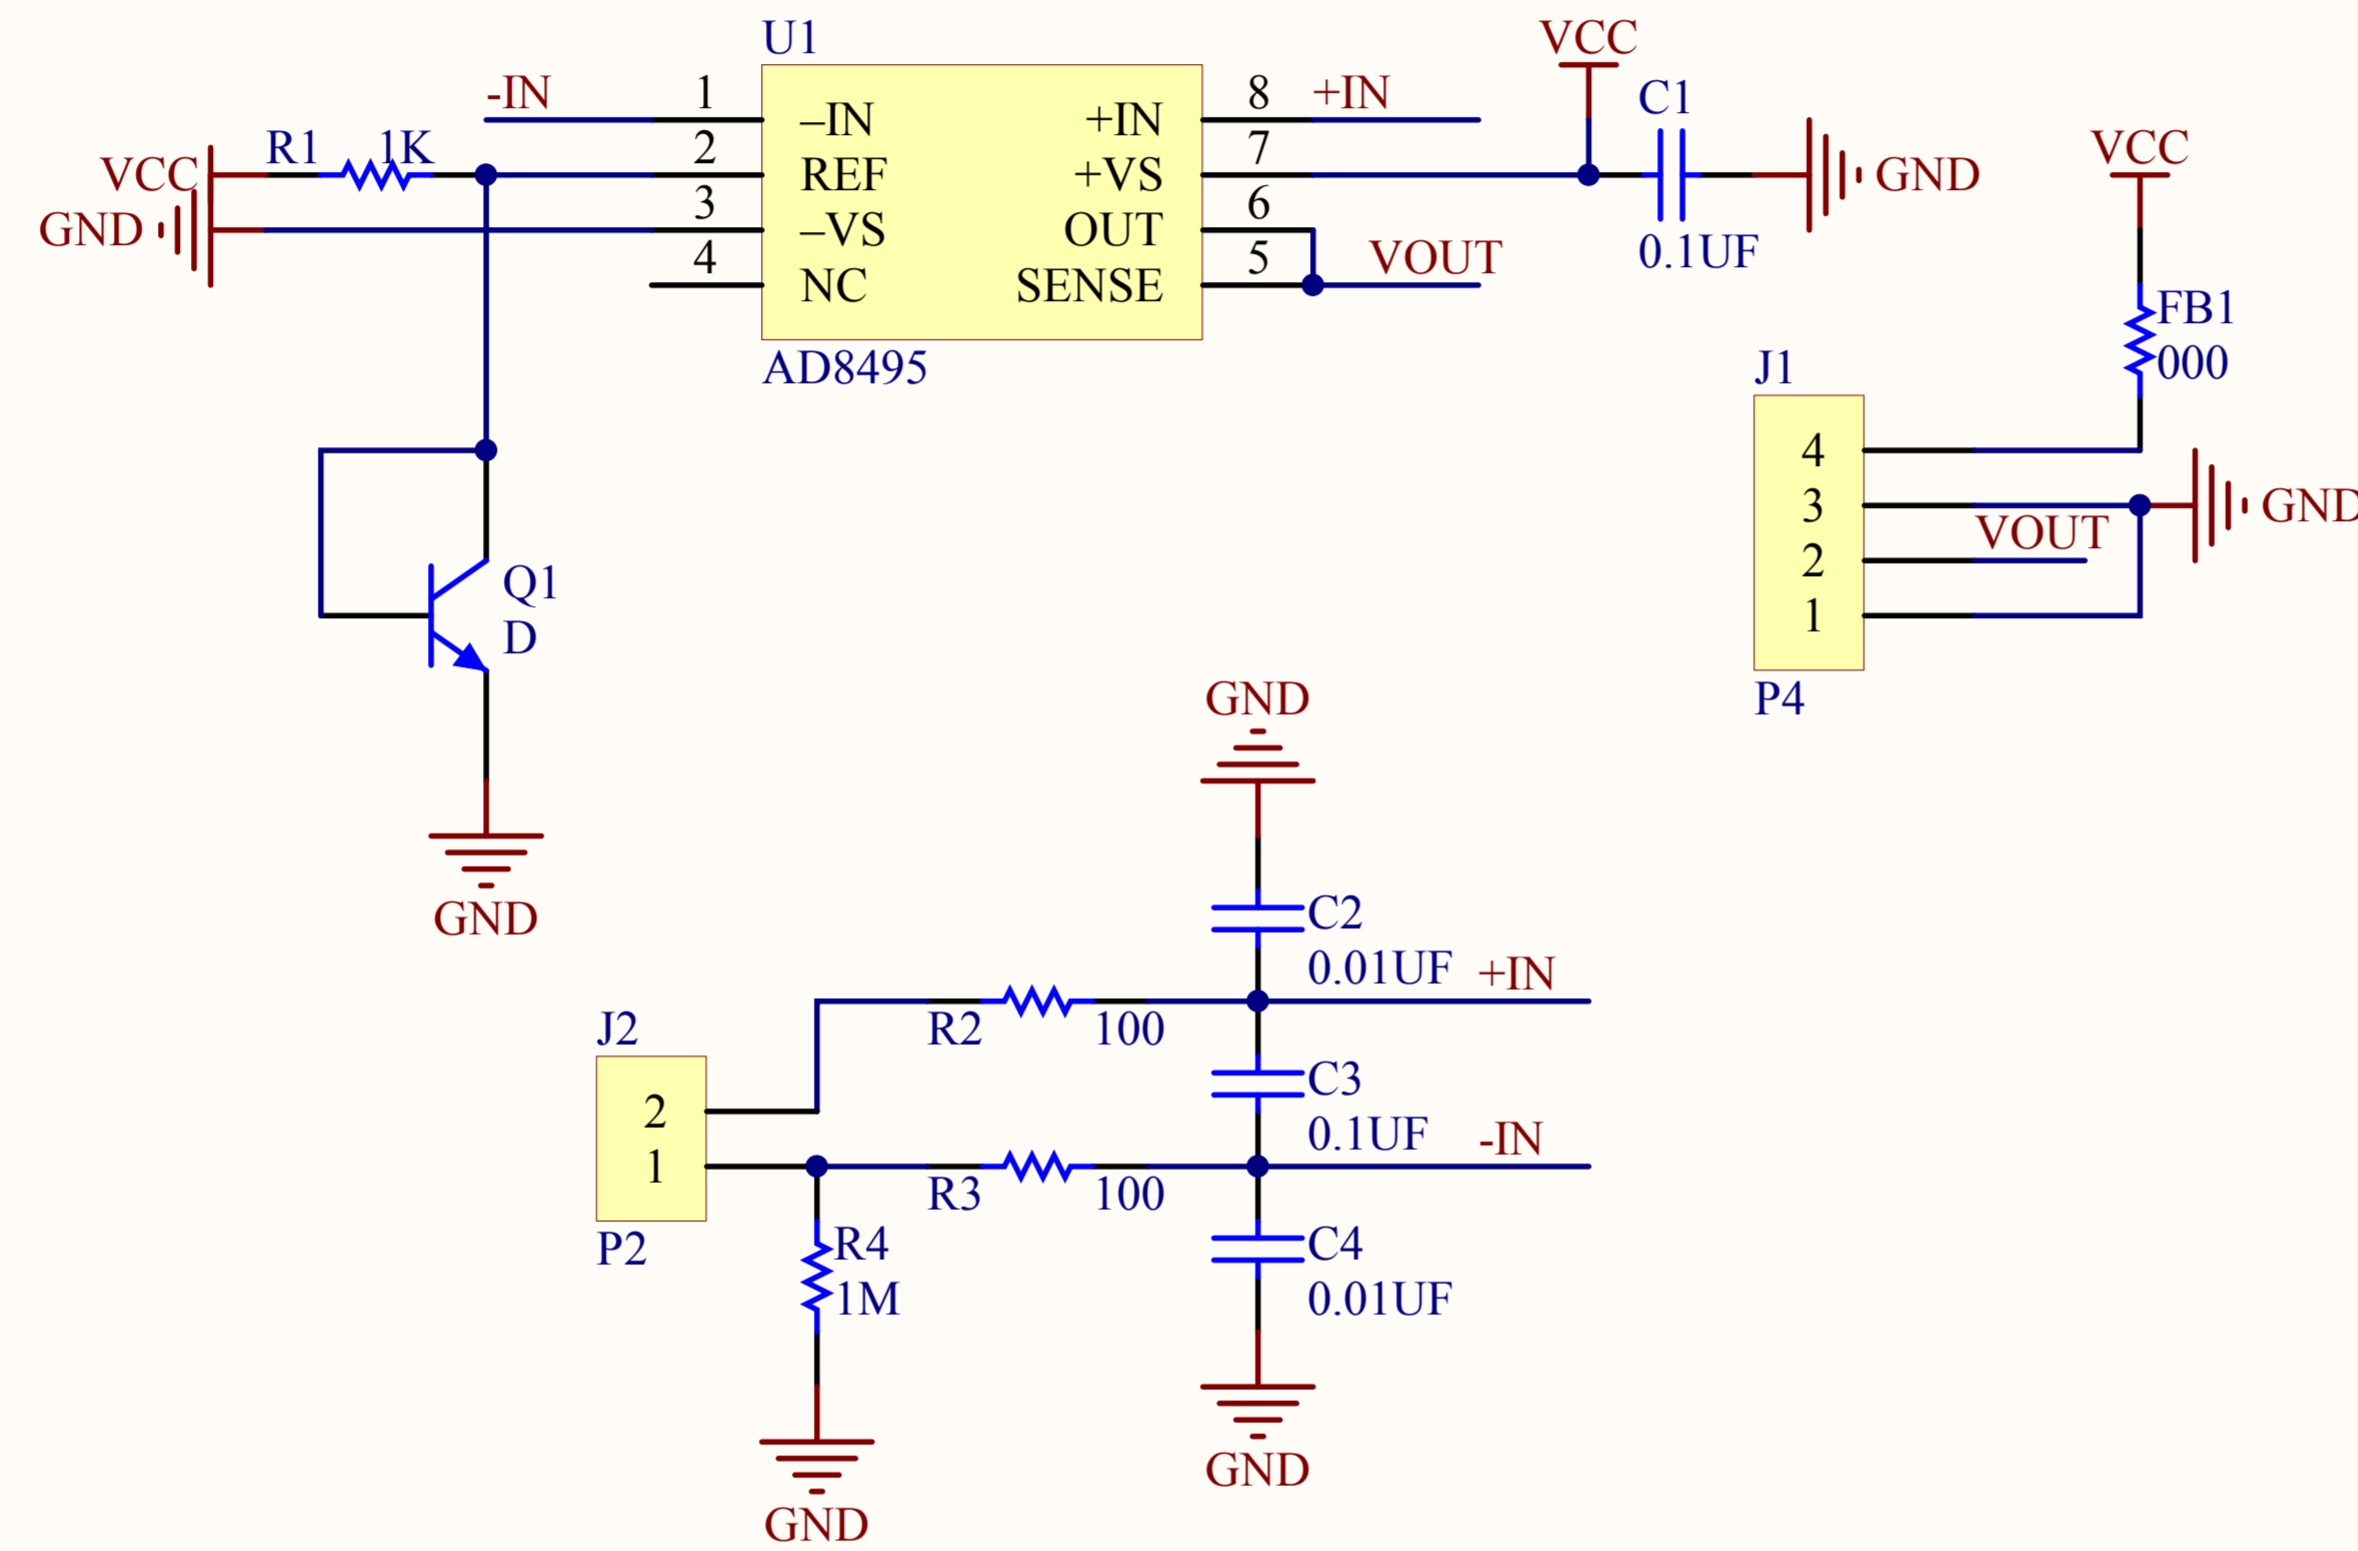 U1
-IN 1 –IN +IN 8 +IN
VCC R1 1K 2 REF +VS 7
GND 3 –VS OUT 6
4 NC SENSE 5 VOUT
AD8495
VCC
C1
GND
0.1UF
VCC
FB1
000
J1
4
3 GND
VOUT
2
1
P4
Q1
D
GND
GND
C2
0.01UF +IN
R2 100
J2
2
1
P2
C3
0.1UF -IN
R3 100
R4
1M
GND
C4
0.01UF
GND